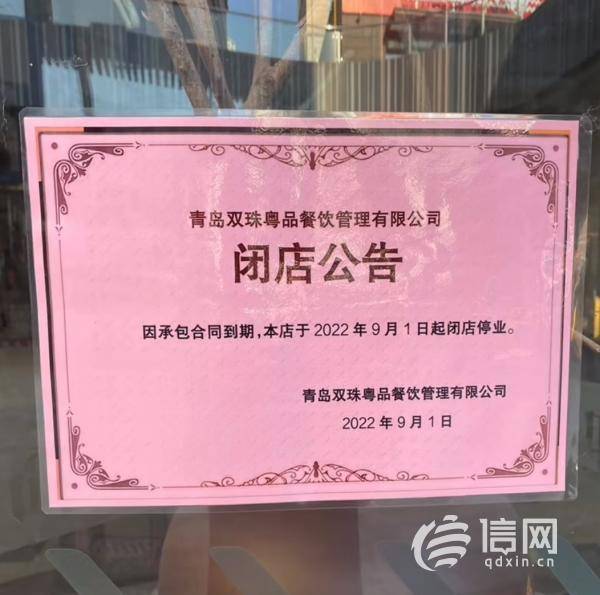 青岛双珠粤品餐饮管理有限公司
闭店公告
因承包合同到期,本店于2022年9月1日起闭店停业。
青岛双珠粤品餐饮管理有限公司
2022年9月1日
信网
qdxin.cn